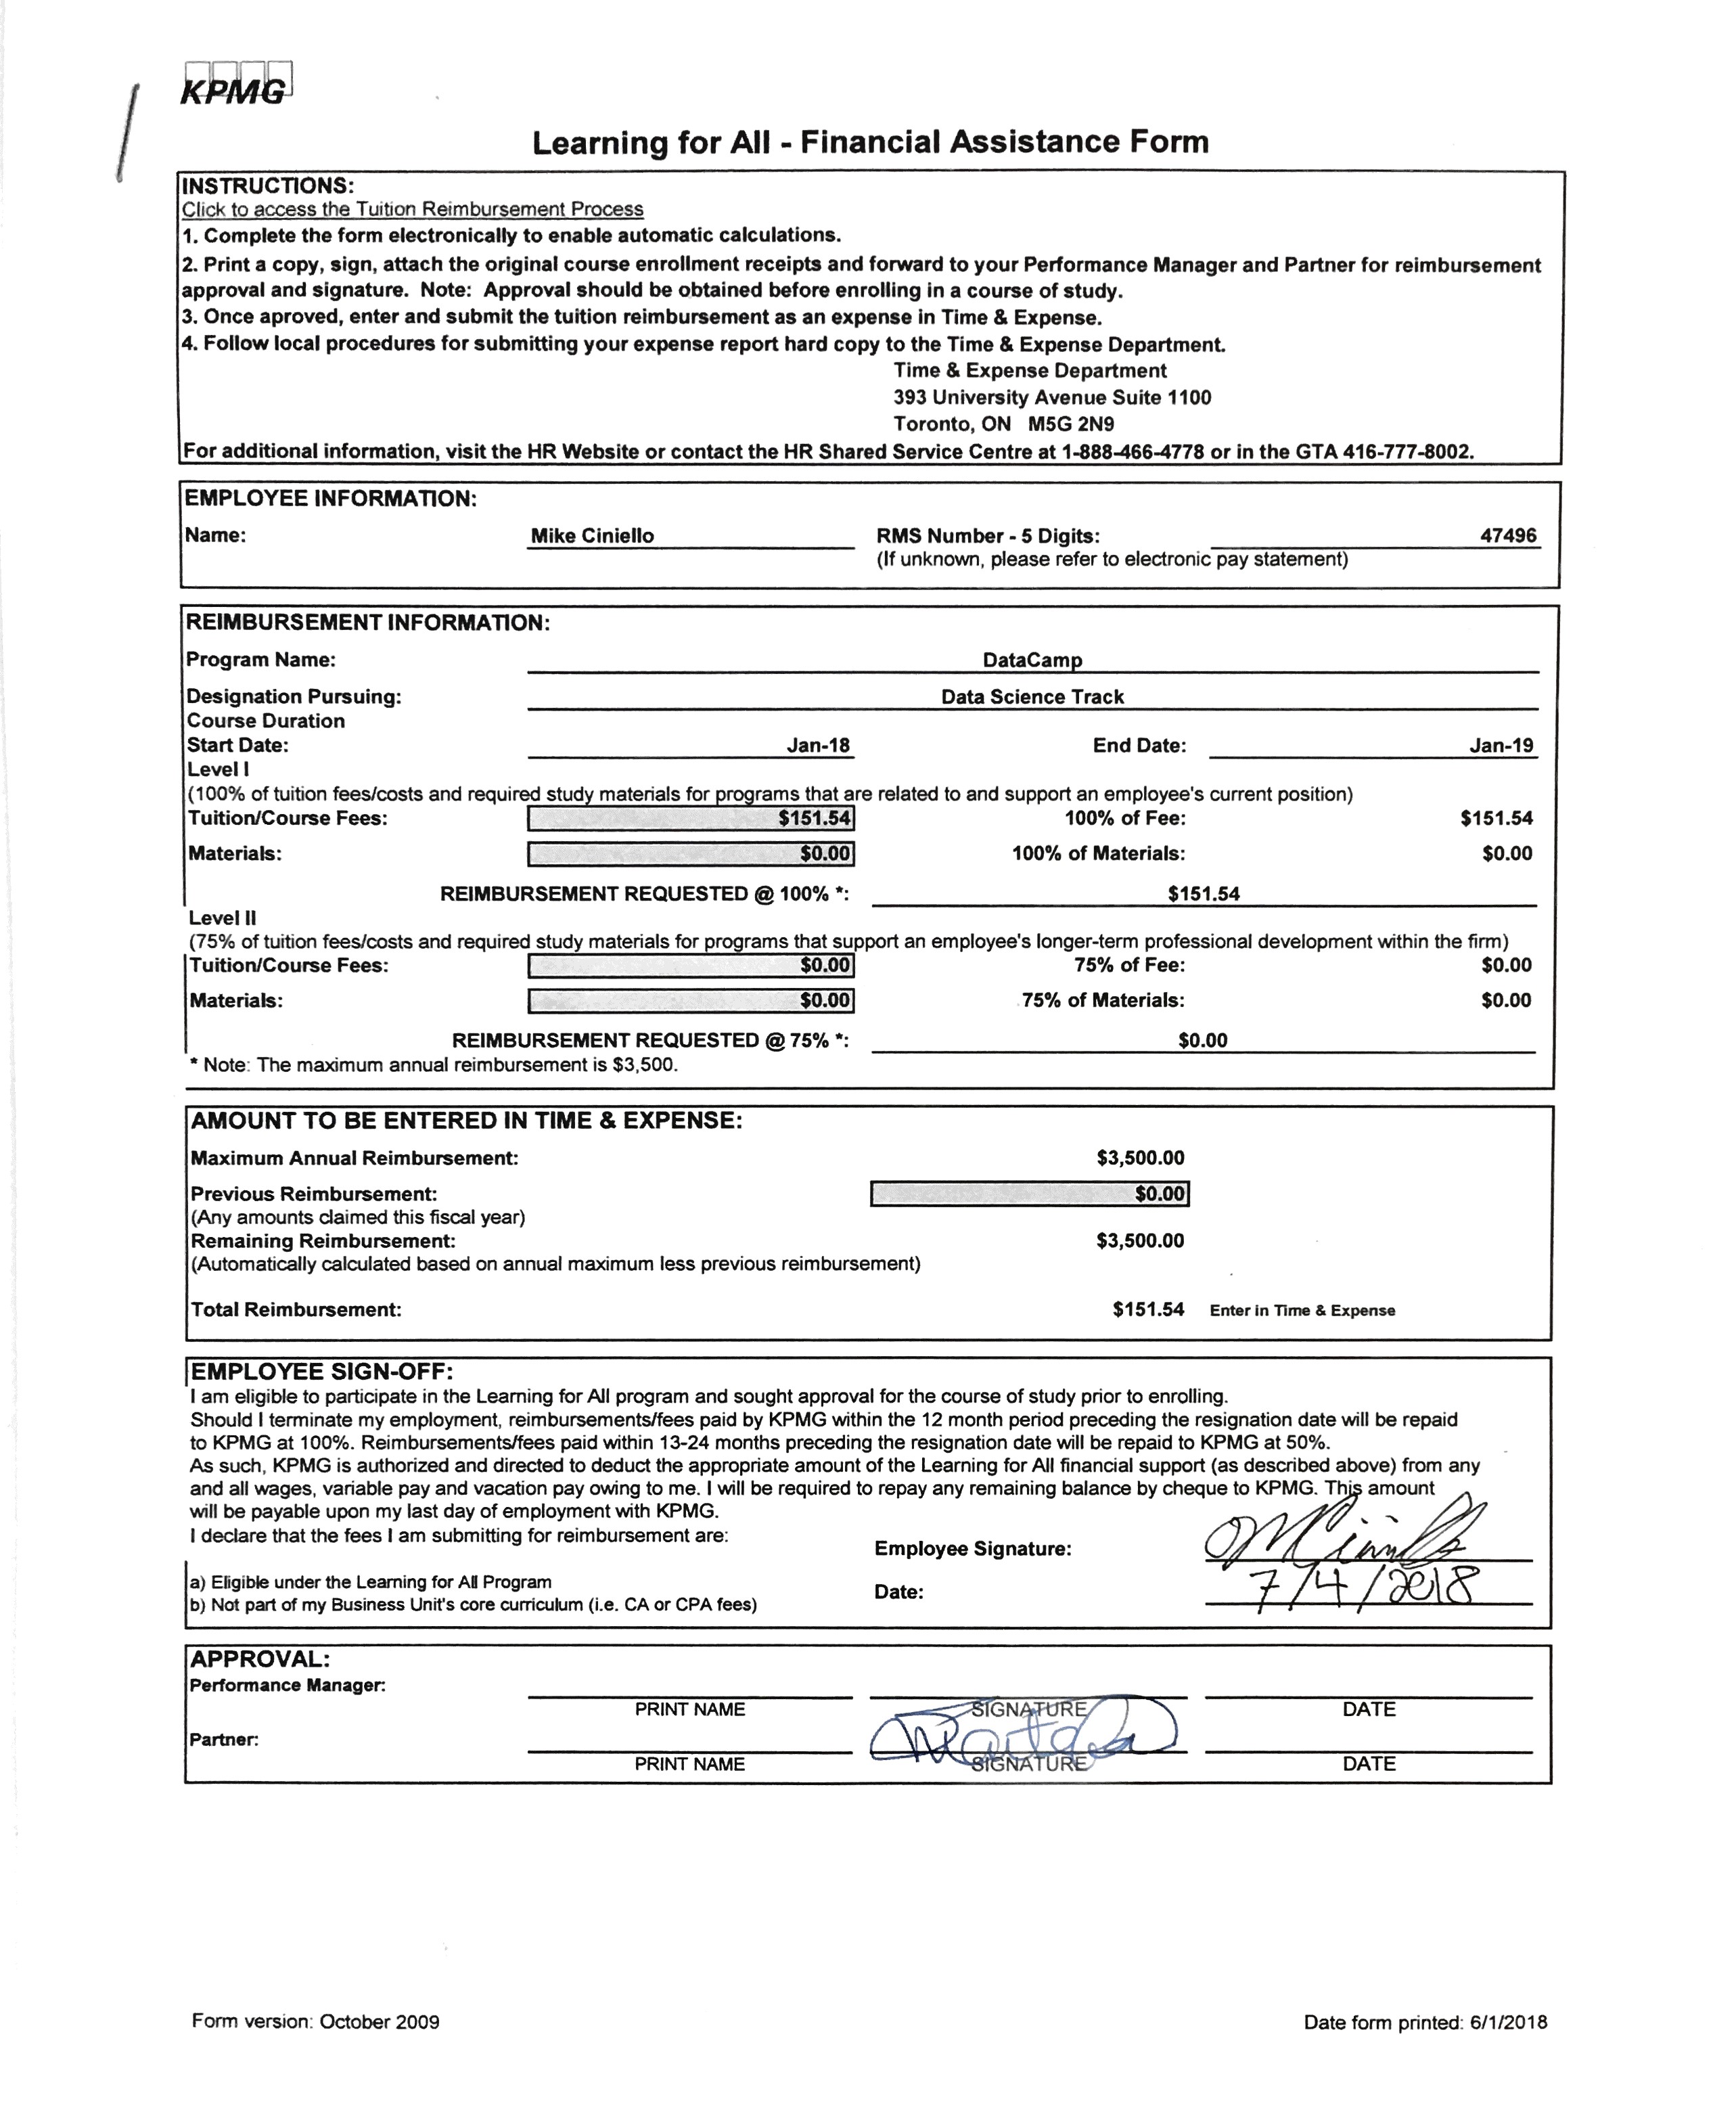 KPMG
Learning for All - Financial Assistance Form
INSTRUCTIONS:
Click to access the Tuition Reimbursement Process
1. Complete the form electronically to enable automatic calculations.
2. Print a copy, sign, attach the original course enrollment receipts and forward to your Performance Manager and Partner for reimbursement
approval and signature.  Note:  Approval should be obtained before enrolling in a course of study.
3. Once aproved, enter and submit the tuition reimbursement as an expense in Time & Expense.
4. Follow local procedures for submitting your expense report hard copy to the Time & Expense Department.
Time & Expense Department
393 University Avenue Suite 1100
Toronto, ON   M5G 2N9
For additional information, visit the HR Website or contact the HR Shared Service Centre at 1-888-466-4778 or in the GTA 416-777-8002.
EMPLOYEE INFORMATION:
Name: Mike Ciniello RMS Number - 5 Digits: 47496
(If unknown, please refer to electronic pay statement)
REIMBURSEMENT INFORMATION:
Program Name: DataCamp
Designation Pursuing: Data Science Track
Course Duration
Start Date: Jan-18 End Date: Jan-19
Level I
(100% of tuition fees/costs and required study materials for programs that are related to and support an employee's current position)
Tuition/Course Fees: $151.54 100% of Fee: $151.54
Materials: $0.00 100% of Materials: $0.00
REIMBURSEMENT REQUESTED @ 100% *: $151.54
Level II
(75% of tuition fees/costs and required study materials for programs that support an employee's longer-term professional development within the firm)
Tuition/Course Fees: $0.00 75% of Fee: $0.00
Materials: $0.00 75% of Materials: $0.00
REIMBURSEMENT REQUESTED @ 75% *: $0.00
* Note: The maximum annual reimbursement is $3,500.
AMOUNT TO BE ENTERED IN TIME & EXPENSE:
Maximum Annual Reimbursement: $3,500.00
Previous Reimbursement: $0.00
(Any amounts claimed this fiscal year)
Remaining Reimbursement: $3,500.00
(Automatically calculated based on annual maximum less previous reimbursement)
Total Reimbursement: $151.54 Enter in Time & Expense
EMPLOYEE SIGN-OFF:
I am eligible to participate in the Learning for All program and sought approval for the course of study prior to enrolling.
Should I terminate my employment, reimbursements/fees paid by KPMG within the 12 month period preceding the resignation date will be repaid
to KPMG at 100%. Reimbursements/fees paid within 13-24 months preceding the resignation date will be repaid to KPMG at 50%.
As such, KPMG is authorized and directed to deduct the appropriate amount of the Learning for All financial support (as described above) from any
and all wages, variable pay and vacation pay owing to me. I will be required to repay any remaining balance by cheque to KPMG. This amount
will be payable upon my last day of employment with KPMG.
I declare that the fees I am submitting for reimbursement are:
Employee Signature:
a) Eligible under the Learning for All Program
Date: 7/4/2018
b) Not part of my Business Unit's core curriculum (i.e. CA or CPA fees)
APPROVAL:
Performance Manager:
PRINT NAME SIGNATURE DATE
Partner:
PRINT NAME SIGNATURE DATE
Form version: October 2009 Date form printed: 6/1/2018